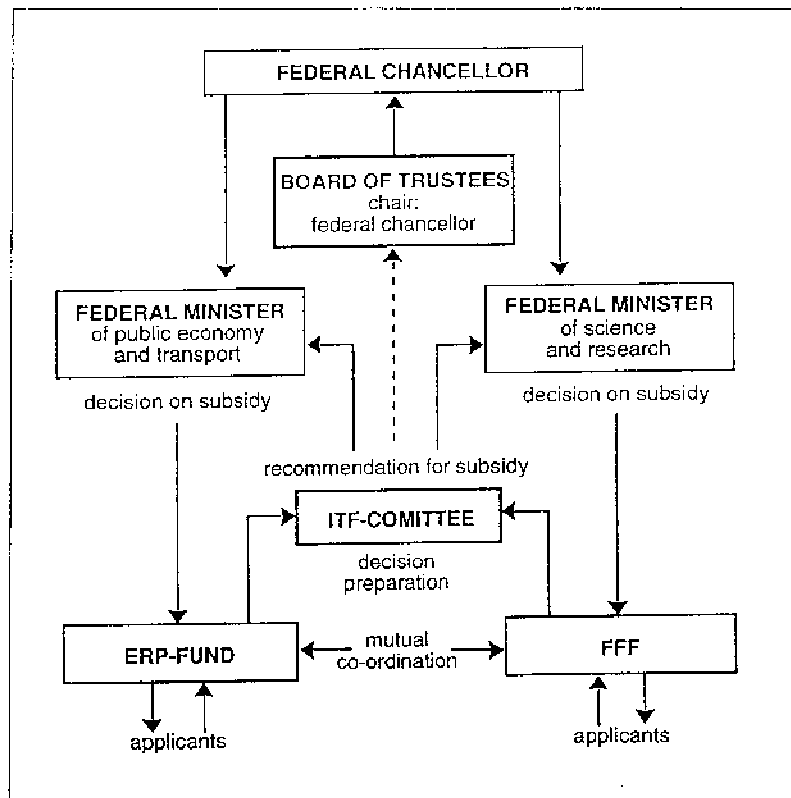 FEDERAL CHANCELLOR
BOARD OF TRUSTEES
chair:
federal chancellor
FEDERAL MINISTER
of public economy
and transport
FEDERAL MINISTER
of science
and research
decision on subsidy
decision on subsidy
recommendation for subsidy
ITF-COMITTEE
decision
preparation
ERP-FUND
mutual
co-ordination
FFF
applicants
applicants